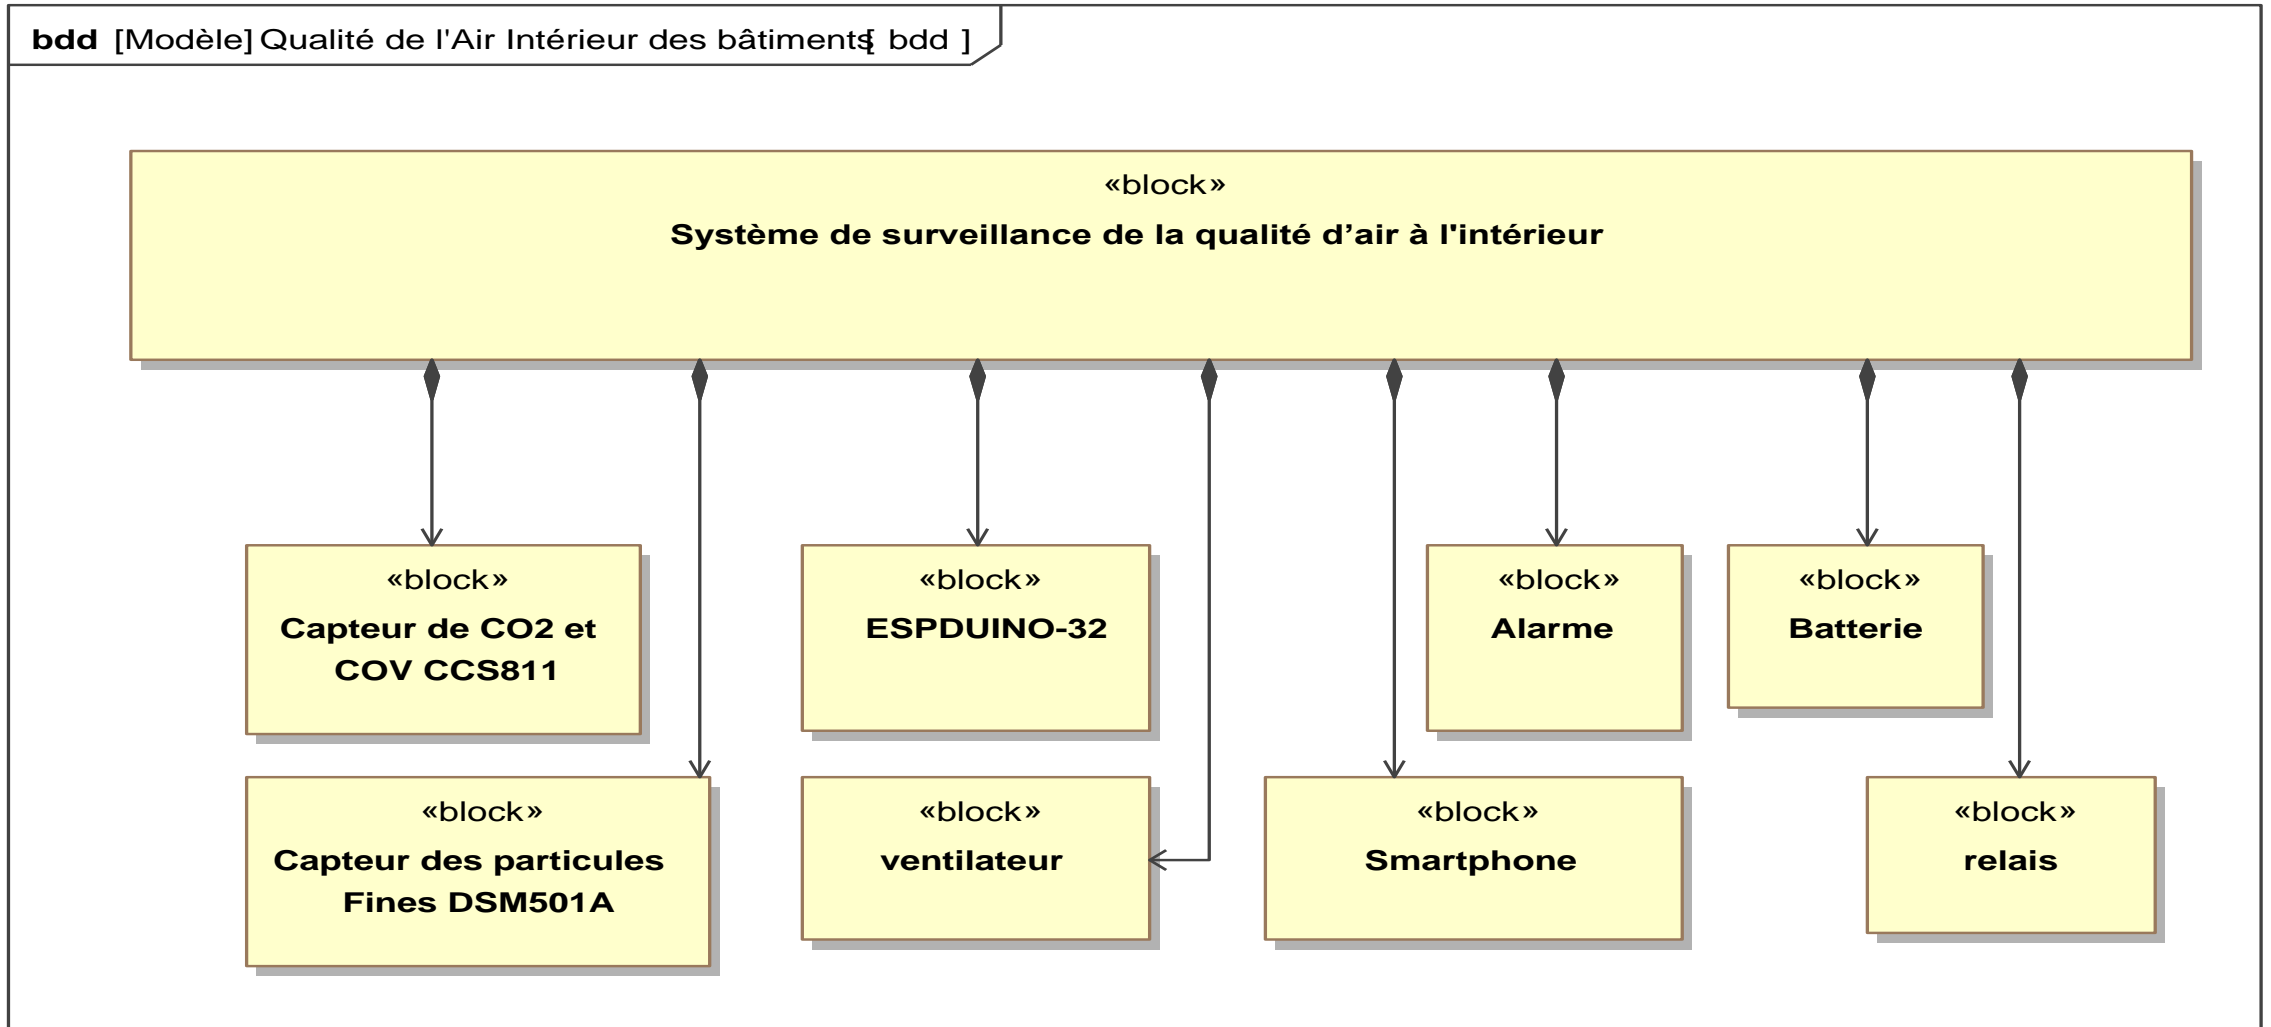 bdd [Modèle] Qualité de l'Air Intérieur des bâtiments[ bdd ]
«block»
Système de surveillance de la qualité d’air à l'intérieur
«block»
Capteur de CO2 et
COV CCS811
«block»
ESPDUINO-32
«block»
Alarme
«block»
Batterie
«block»
Capteur des particules
Fines DSM501A
«block»
ventilateur
«block»
Smartphone
«block»
relais